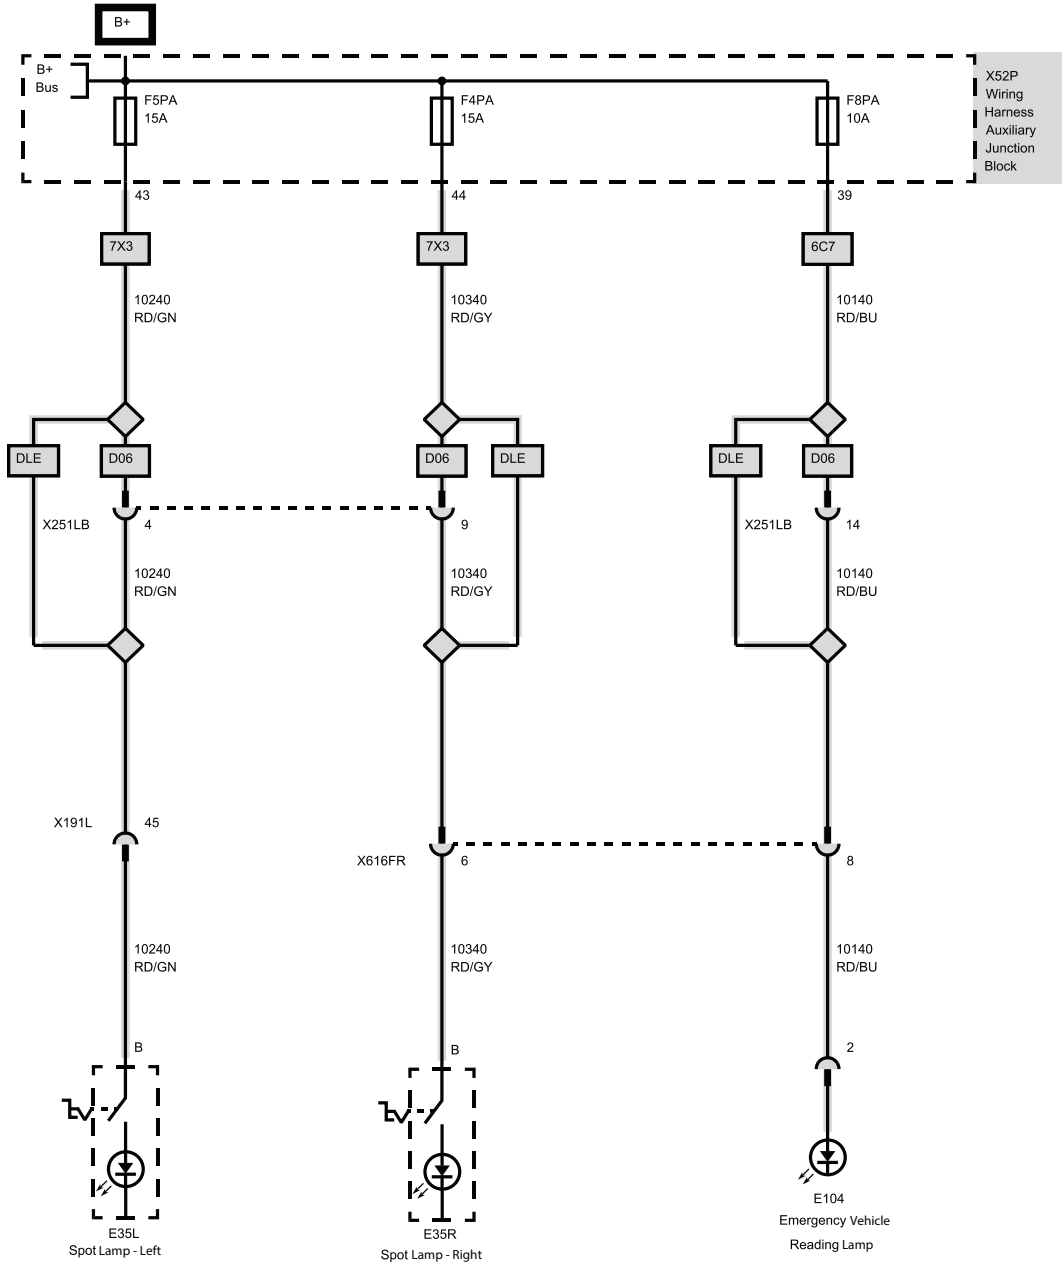 B+
B+
Bus
F5PA
15A
F4PA
15A
F8PA
10A
X52P
Wiring
Harness
Auxiliary
Junction
Block
43
44
39
7X3
7X3
6C7
10240
RD/GN
10340
RD/GY
10140
RD/BU
DLE
D06
D06
DLE
DLE
D06
X251LB
4
9
X251LB
14
10240
RD/GN
10340
RD/GY
10140
RD/BU
X191L
45
X616FR
6
8
10240
RD/GN
10340
RD/GY
10140
RD/BU
B
B
2
E35L
Spot Lamp - Left
E35R
Spot Lamp - Right
E104
Emergency Vehicle
Reading Lamp